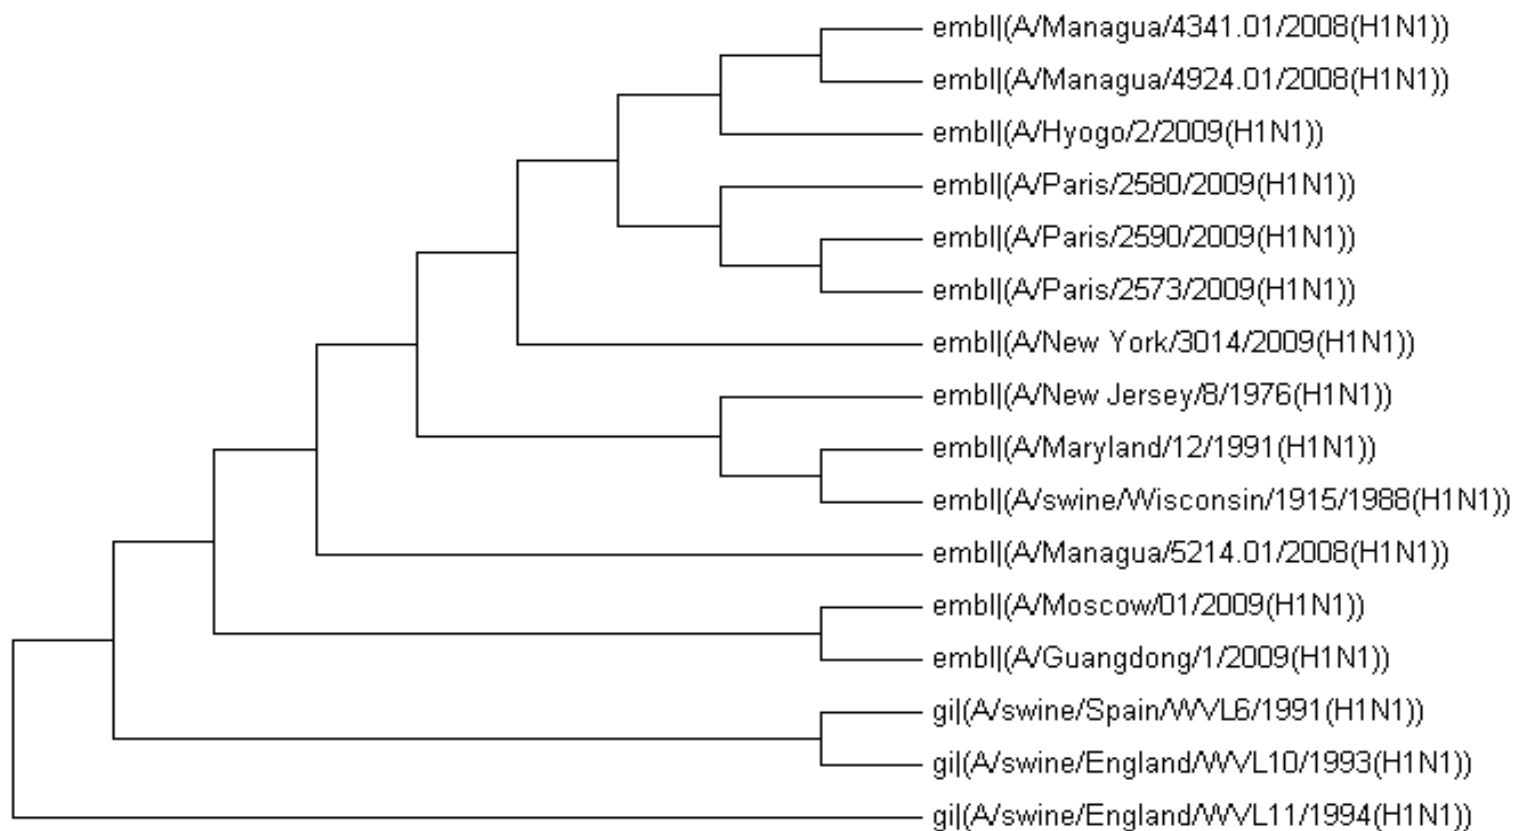 embl|(A/Managua/4341.01/2008(H1N1))
embl|(A/Managua/4924.01/2008(H1N1))
embl|(A/Hyogo/2/2009(H1N1))
embl|(A/Paris/2580/2009(H1N1))
embl|(A/Paris/2590/2009(H1N1))
embl|(A/Paris/2573/2009(H1N1))
embl|(A/New York/3014/2009(H1N1))
embl|(A/New Jersey/8/1976(H1N1))
embl|(A/Maryland/12/1991(H1N1))
embl|(A/swine/Wisconsin/1915/1988(H1N1))
embl|(A/Managua/5214.01/2008(H1N1))
embl|(A/Moscow/01/2009(H1N1))
embl|(A/Guangdong/1/2009(H1N1))
gi|(A/swine/Spain/WVL6/1991(H1N1))
gi|(A/swine/England/WVL10/1993(H1N1))
gi|(A/swine/England/WVL11/1994(H1N1))